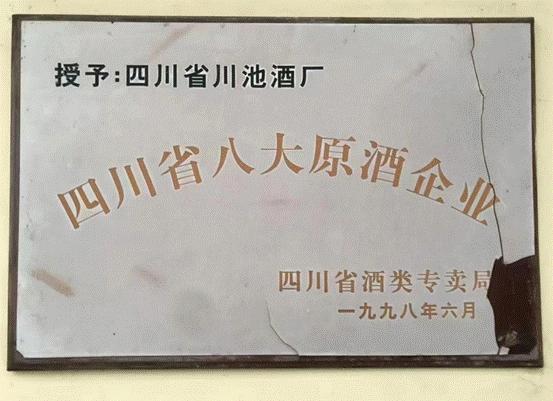 授予:四川省川池酒厂
四川省八大原酒企业
四川省酒类专卖局
一九九八年六月